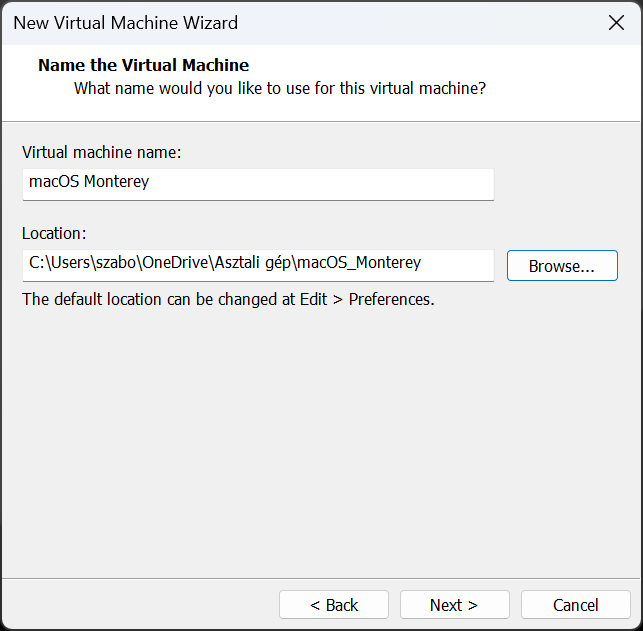 New Virtual Machine Wizard
Name the Virtual Machine
What name would you like to use for this virtual machine?
Virtual machine name:
macOS Monterey
Location:
C:\Users\szabo\OneDrive\Asztali gép\macOS_Monterey
Browse...
The default location can be changed at Edit > Preferences.
< Back
Next >
Cancel